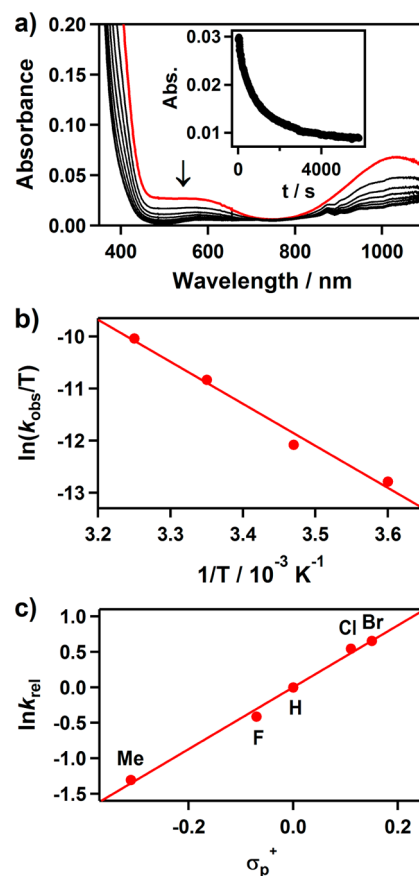 a)
0.20
0.15
0.10
0.05
0.00
Absorbance
400 600 800 1000
Wavelength / nm
0.03
0.02
0.01
Abs.
0 4000
t / s
b)
-10
-11
-12
-13
ln(kobs/T)
3.2 3.3 3.4 3.5 3.6
1/T / 10⁻³ K⁻¹
c)
1.0
0.5
0.0
-0.5
-1.0
-1.5
lnkrel
Cl Br
H
F
Me
-0.2 0.0 0.2
σp⁺